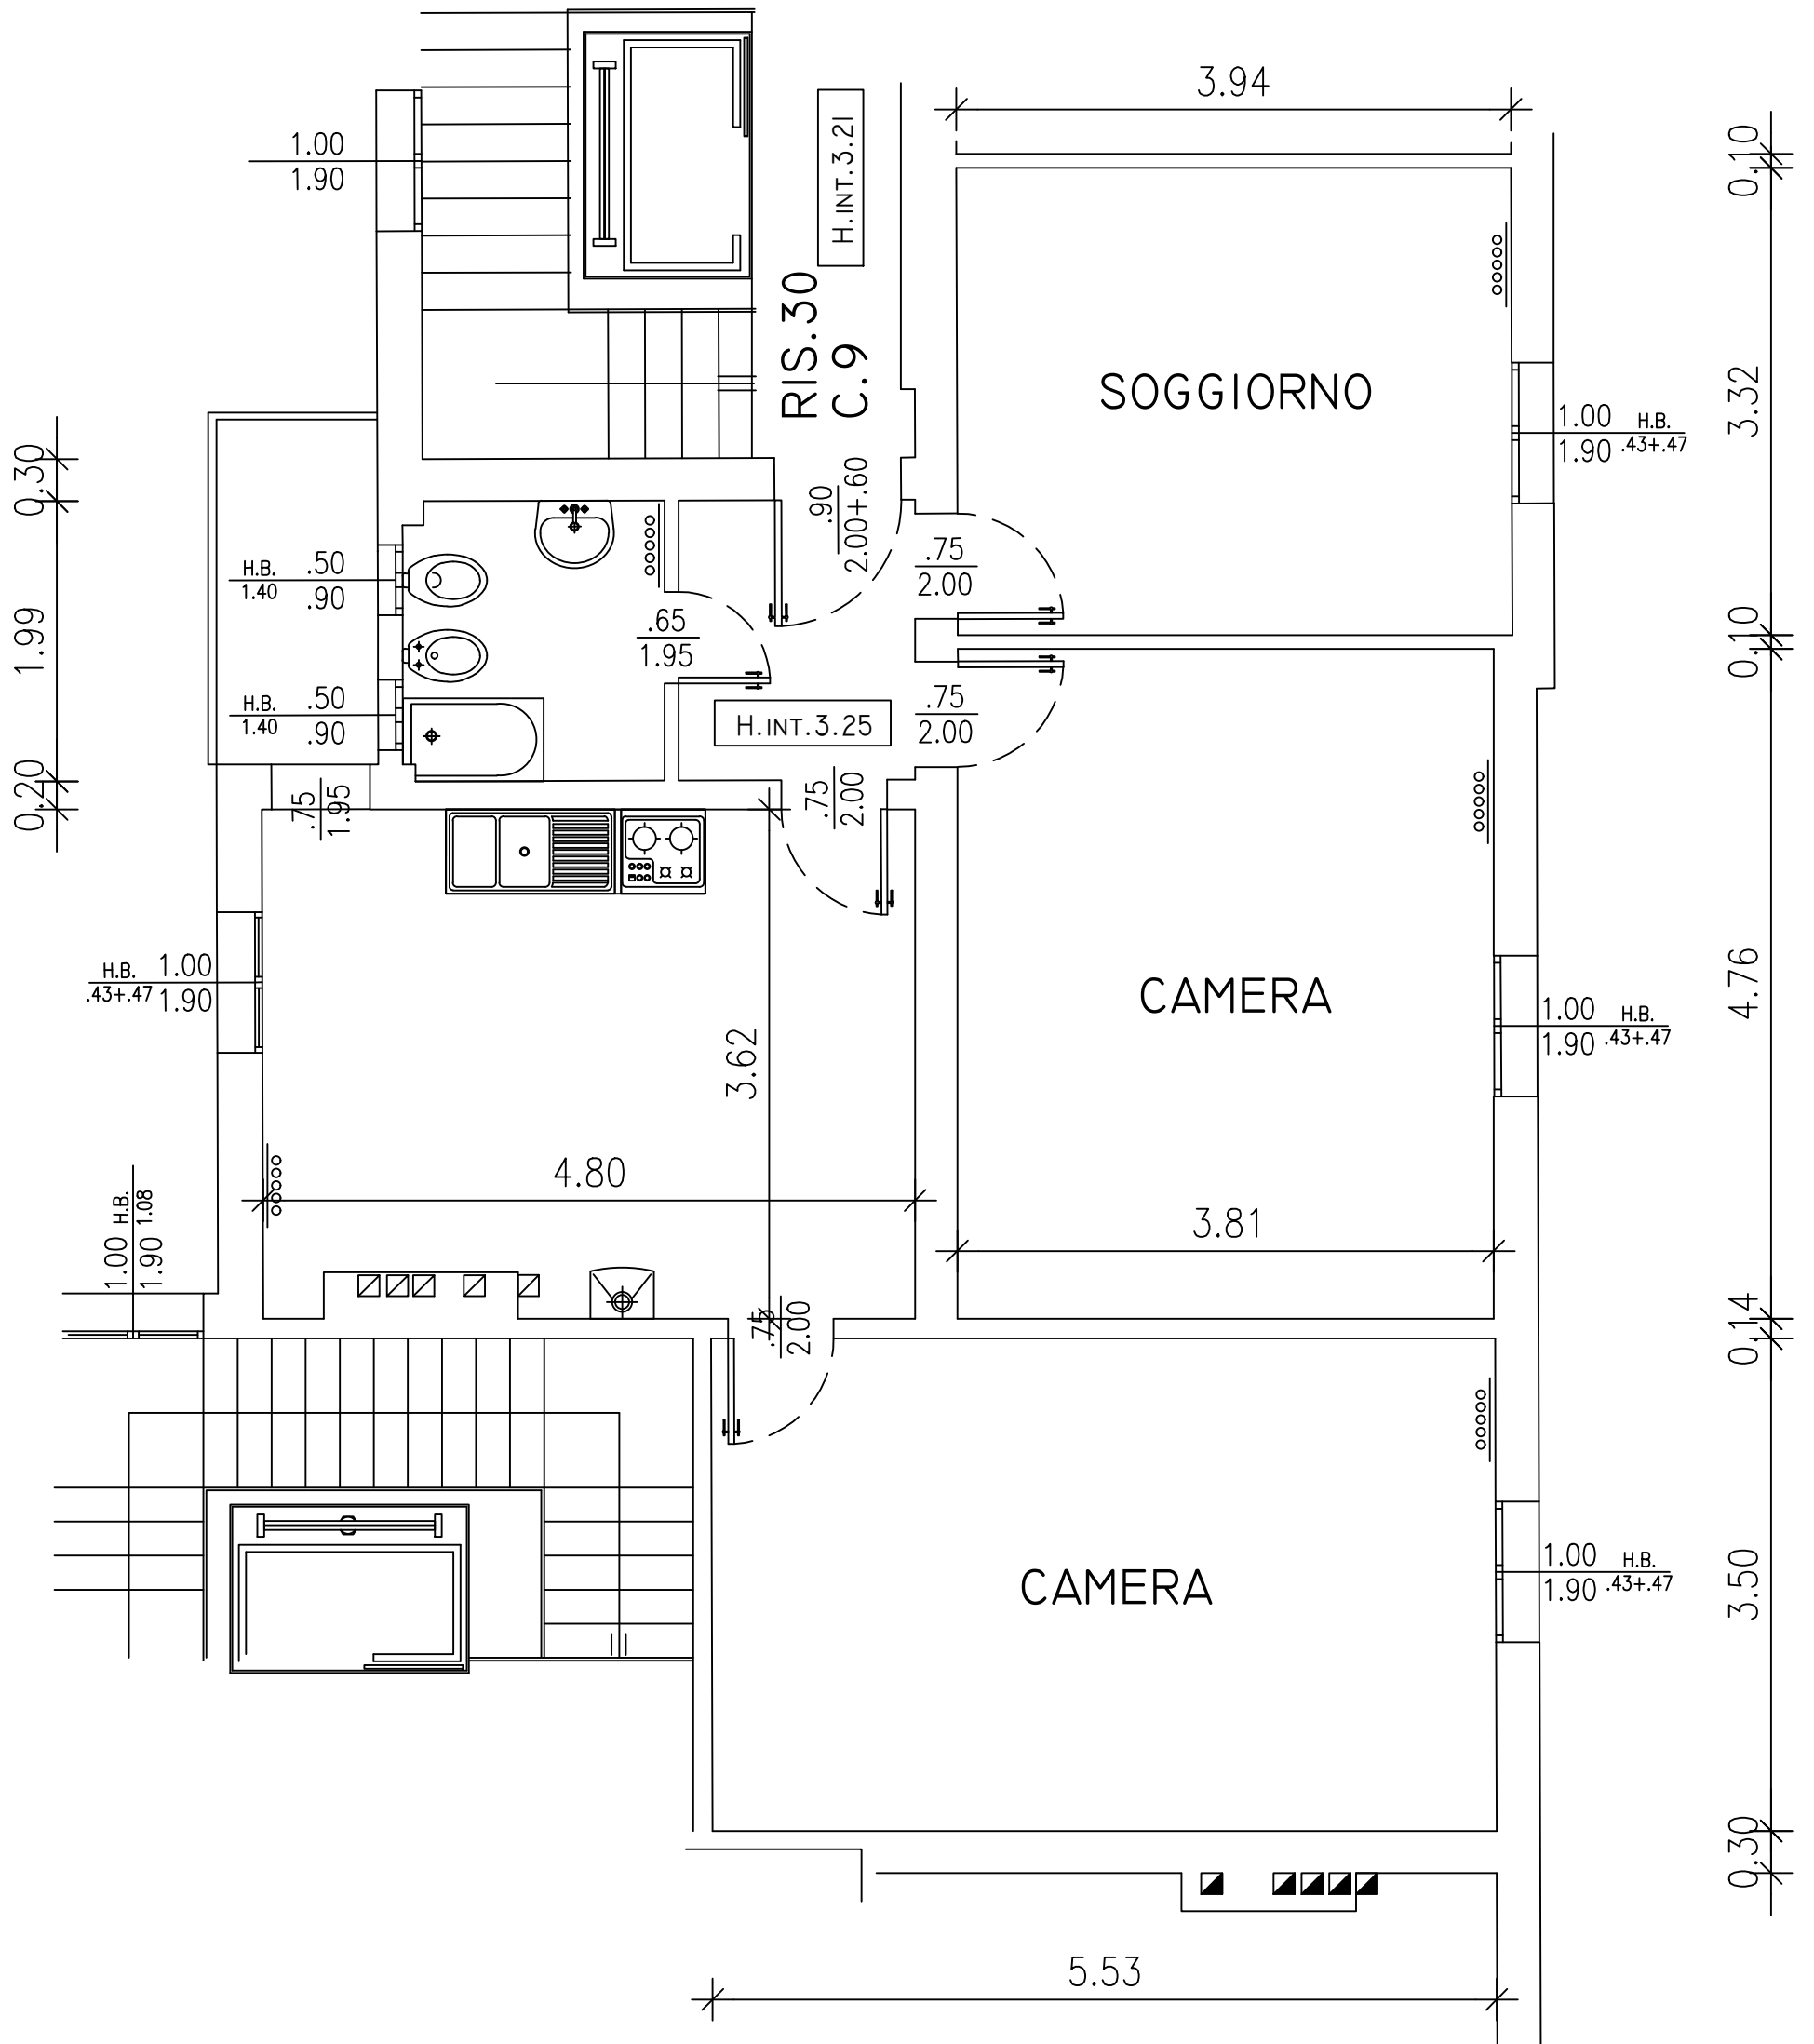 3.94
0.10
1.00
1.90
H.INT.3.21
RIS.30
C.9
SOGGIORNO
3.32
1.00 H.B.
1.90 .43+.47
0.30
.90
2.00+.60
H.B. .50
1.40 .90
.75
2.00
1.99
.65
1.95
0.10
H.B. .50
1.40 .90
H.INT.3.25
.75
2.00
0.20
.75
1.95
.75
2.00
H.B. 1.00
.43+.47 1.90
CAMERA
4.76
1.00 H.B.
1.90 .43+.47
3.62
4.80
1.00 H.B.
1.90 1.08
3.81
.75
2.00
0.14
CAMERA
1.00 H.B.
1.90 .43+.47
3.50
0.30
5.53